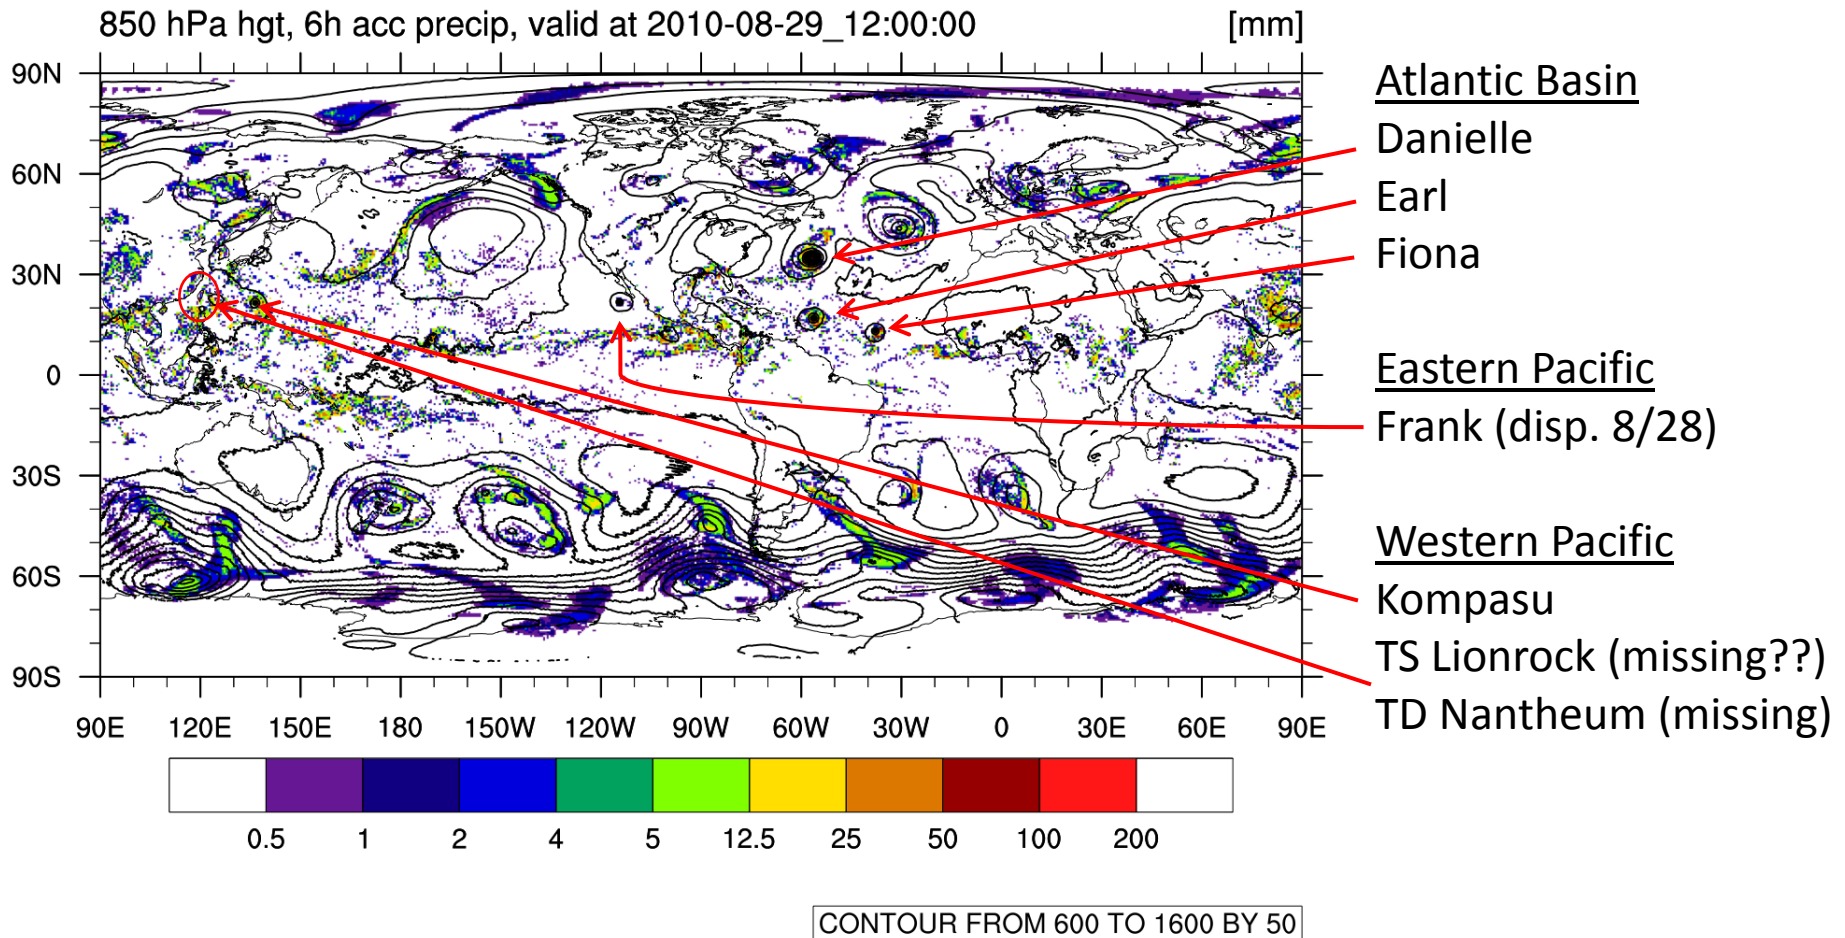 850 hPa hgt, 6h acc precip, valid at 2010-08-29_12:00:00 [mm]
90N
60N
30N
0
30S
60S
90S
90E 120E 150E 180 150W 120W 90W 60W 30W 0 30E 60E 90E
0.5 1 2 4 5 12.5 25 50 100 200
CONTOUR FROM 600 TO 1600 BY 50
Atlantic Basin
Danielle
Earl
Fiona
Eastern Pacific
Frank (disp. 8/28)
Western Pacific
Kompasu
TS Lionrock (missing??)
TD Nantheum (missing)